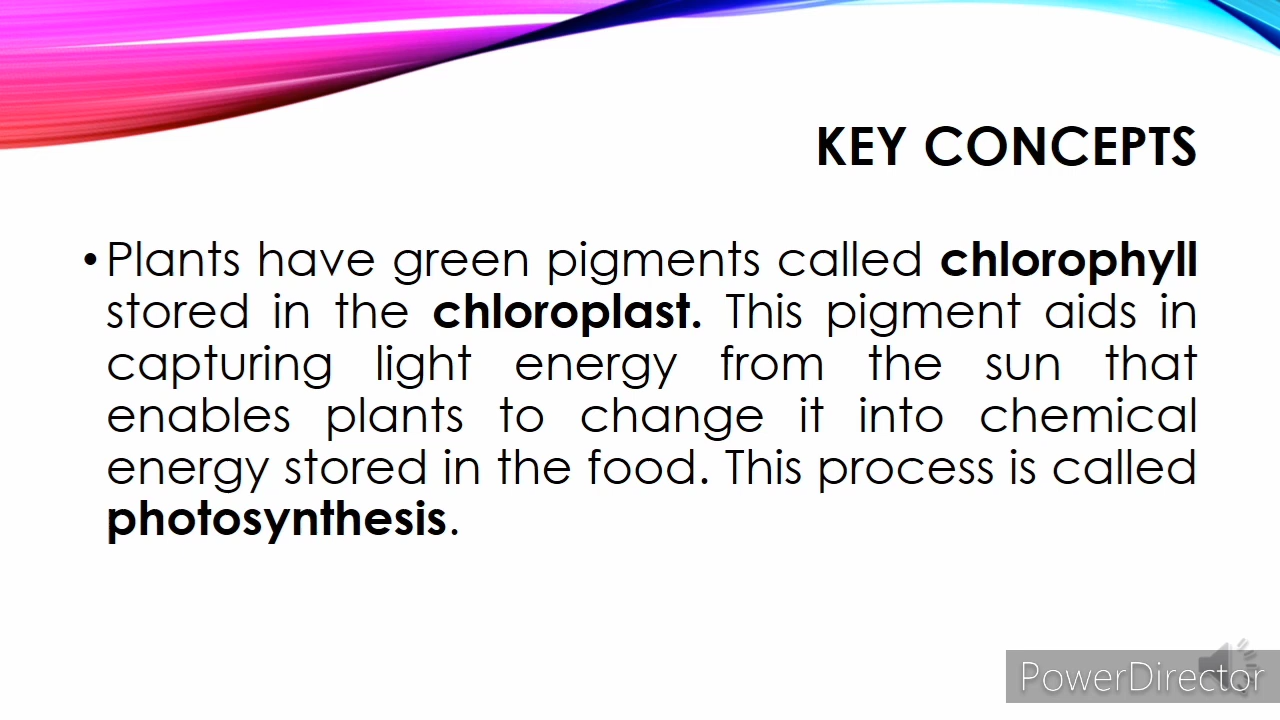 KEY CONCEPTS
• Plants have green pigments called chlorophyll
stored in the chloroplast. This pigment aids in
capturing light energy from the sun that
enables plants to change it into chemical
energy stored in the food. This process is called
photosynthesis.
PowerDirector